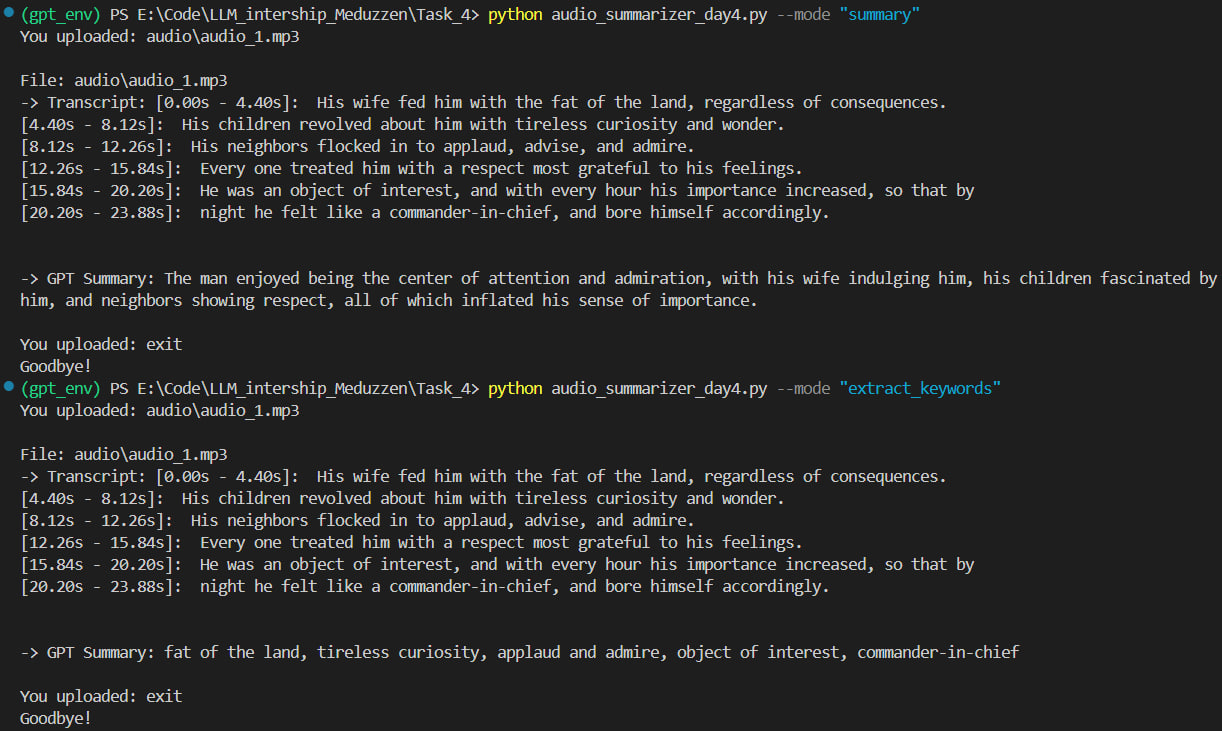 (gpt_env) PS E:\Code\LLM_intership_Meduzzen\Task_4> python audio_summarizer_day4.py --mode "summary"
You uploaded: audio\audio_1.mp3
File: audio\audio_1.mp3
-> Transcript: [0.00s - 4.40s]:  His wife fed him with the fat of the land, regardless of consequences.
[4.40s - 8.12s]:  His children revolved about him with tireless curiosity and wonder.
[8.12s - 12.26s]:  His neighbors flocked in to applaud, advise, and admire.
[12.26s - 15.84s]:  Every one treated him with a respect most grateful to his feelings.
[15.84s - 20.20s]:  He was an object of interest, and with every hour his importance increased, so that by
[20.20s - 23.88s]:  night he felt like a commander-in-chief, and bore himself accordingly.
-> GPT Summary: The man enjoyed being the center of attention and admiration, with his wife indulging him, his children fascinated by
him, and neighbors showing respect, all of which inflated his sense of importance.
You uploaded: exit
Goodbye!
(gpt_env) PS E:\Code\LLM_intership_Meduzzen\Task_4> python audio_summarizer_day4.py --mode "extract_keywords"
You uploaded: audio\audio_1.mp3
File: audio\audio_1.mp3
-> Transcript: [0.00s - 4.40s]:  His wife fed him with the fat of the land, regardless of consequences.
[4.40s - 8.12s]:  His children revolved about him with tireless curiosity and wonder.
[8.12s - 12.26s]:  His neighbors flocked in to applaud, advise, and admire.
[12.26s - 15.84s]:  Every one treated him with a respect most grateful to his feelings.
[15.84s - 20.20s]:  He was an object of interest, and with every hour his importance increased, so that by
[20.20s - 23.88s]:  night he felt like a commander-in-chief, and bore himself accordingly.
-> GPT Summary: fat of the land, tireless curiosity, applaud and admire, object of interest, commander-in-chief
You uploaded: exit
Goodbye!